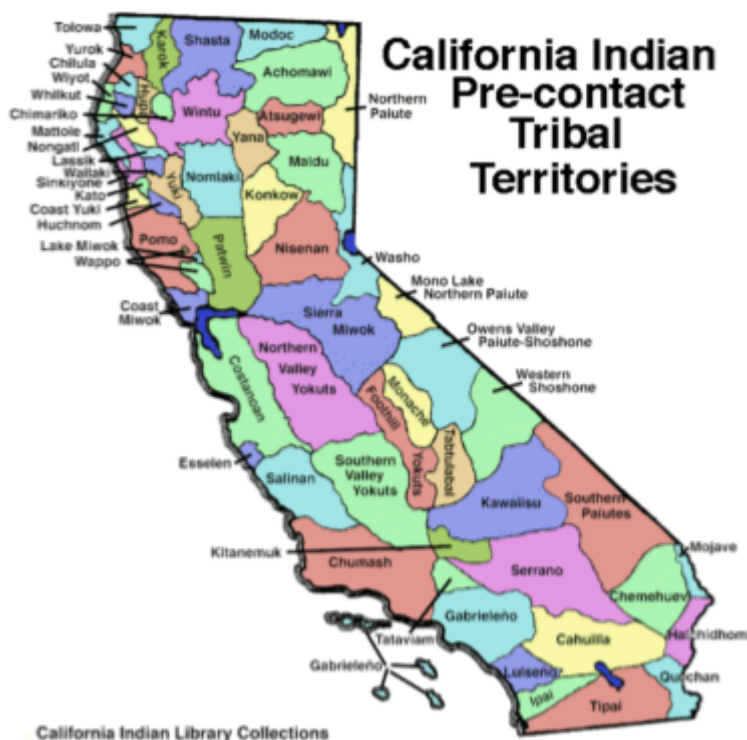 California Indian
Pre-contact
Tribal
Territories
Tolowa
Yurok
Chilula
Wiyot
Whilkut
Chimariko
Mattole
Nongatl
Lassik
Wailaki
Sinkiyone
Kato
Coast Yuki
Huchnom
Lake Miwok
Wappo
Coast
Miwok
Karok
Shasta
Modoc
Achomawi
Northern
Paiute
Hupa
Wintu
Atsugewi
Yana
Maidu
Yuki
Nomlaki
Konkow
Pomo
Patwin
Nisenan
Washo
Mono Lake
Northern Paiute
Sierra
Miwok
Owens Valley
Paiute-Shoshone
Northern
Valley
Yokuts
Costanoan
Western
Shoshone
Monache
Foothill
Yokuts
Tabtulabal
Esselen
Salinan
Southern
Valley
Yokuts
Kawaiisu
Southern
Paiutes
Kitanemuk
Chumash
Serrano
Mojave
Chemehuevi
Tataviam
Gabrieleño
Halchidhom
Cahuilla
Gabrieleño
Luiseño
Quechan
Ipai
Tipai
California Indian Library Collections